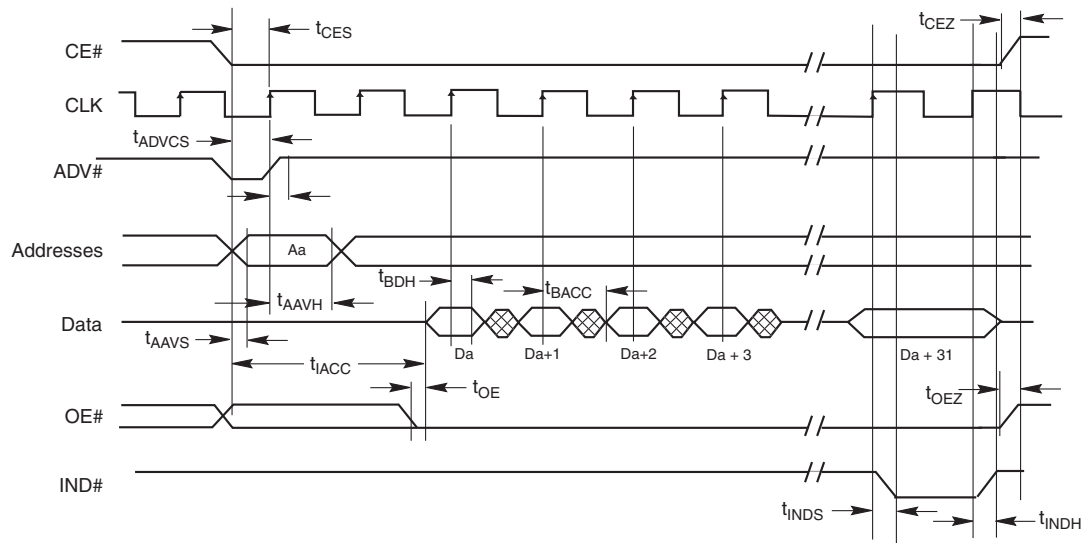 tCES
tCEZ
CE#
CLK
tADVCS
ADV#
Addresses
Aa
tBDH
tBACC
tAAVH
Data
tAAVS
Da
Da+1
Da+2
Da + 3
Da + 31
tIACC
tOE
tOEZ
OE#
IND#
tINDS
tINDH